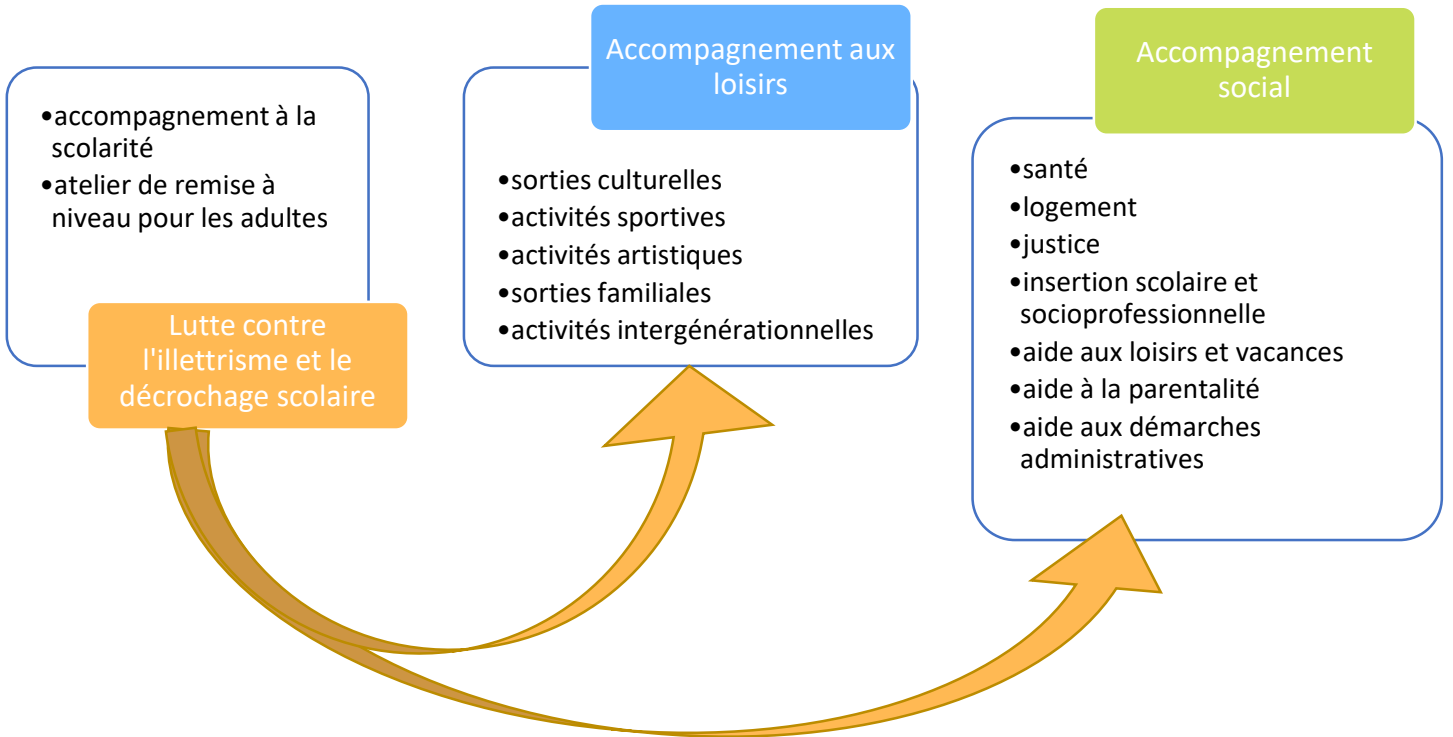 •accompagnement à la
scolarité
•atelier de remise à
niveau pour les adultes
Lutte contre
l'illettrisme et le
décrochage scolaire
Accompagnement aux
loisirs
•sorties culturelles
•activités sportives
•activités artistiques
•sorties familiales
•activités intergénérationnelles
Accompagnement
social
•santé
•logement
•justice
•insertion scolaire et
socioprofessionnelle
•aide aux loisirs et vacances
•aide à la parentalité
•aide aux démarches
administratives